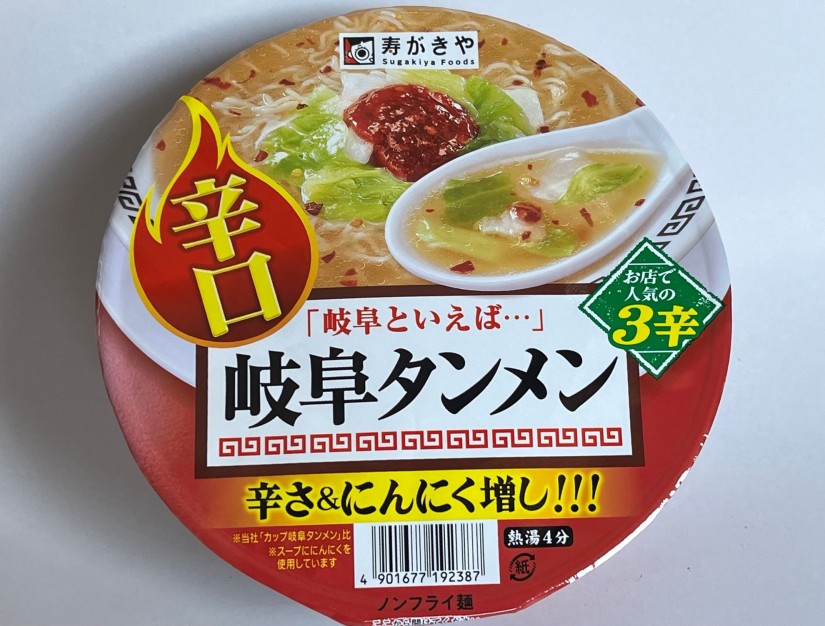 寿がきや
Sugakiya Foods
辛口
お店で
人気の
3辛
「岐阜といえば…」
岐阜タンメン
辛さ&にんにく増し!!!
※当社「カップ岐阜タンメン」比
※スープににんにくを
使用しています
熱湯4分
紙
4 901677 192387
ノンフライ麺